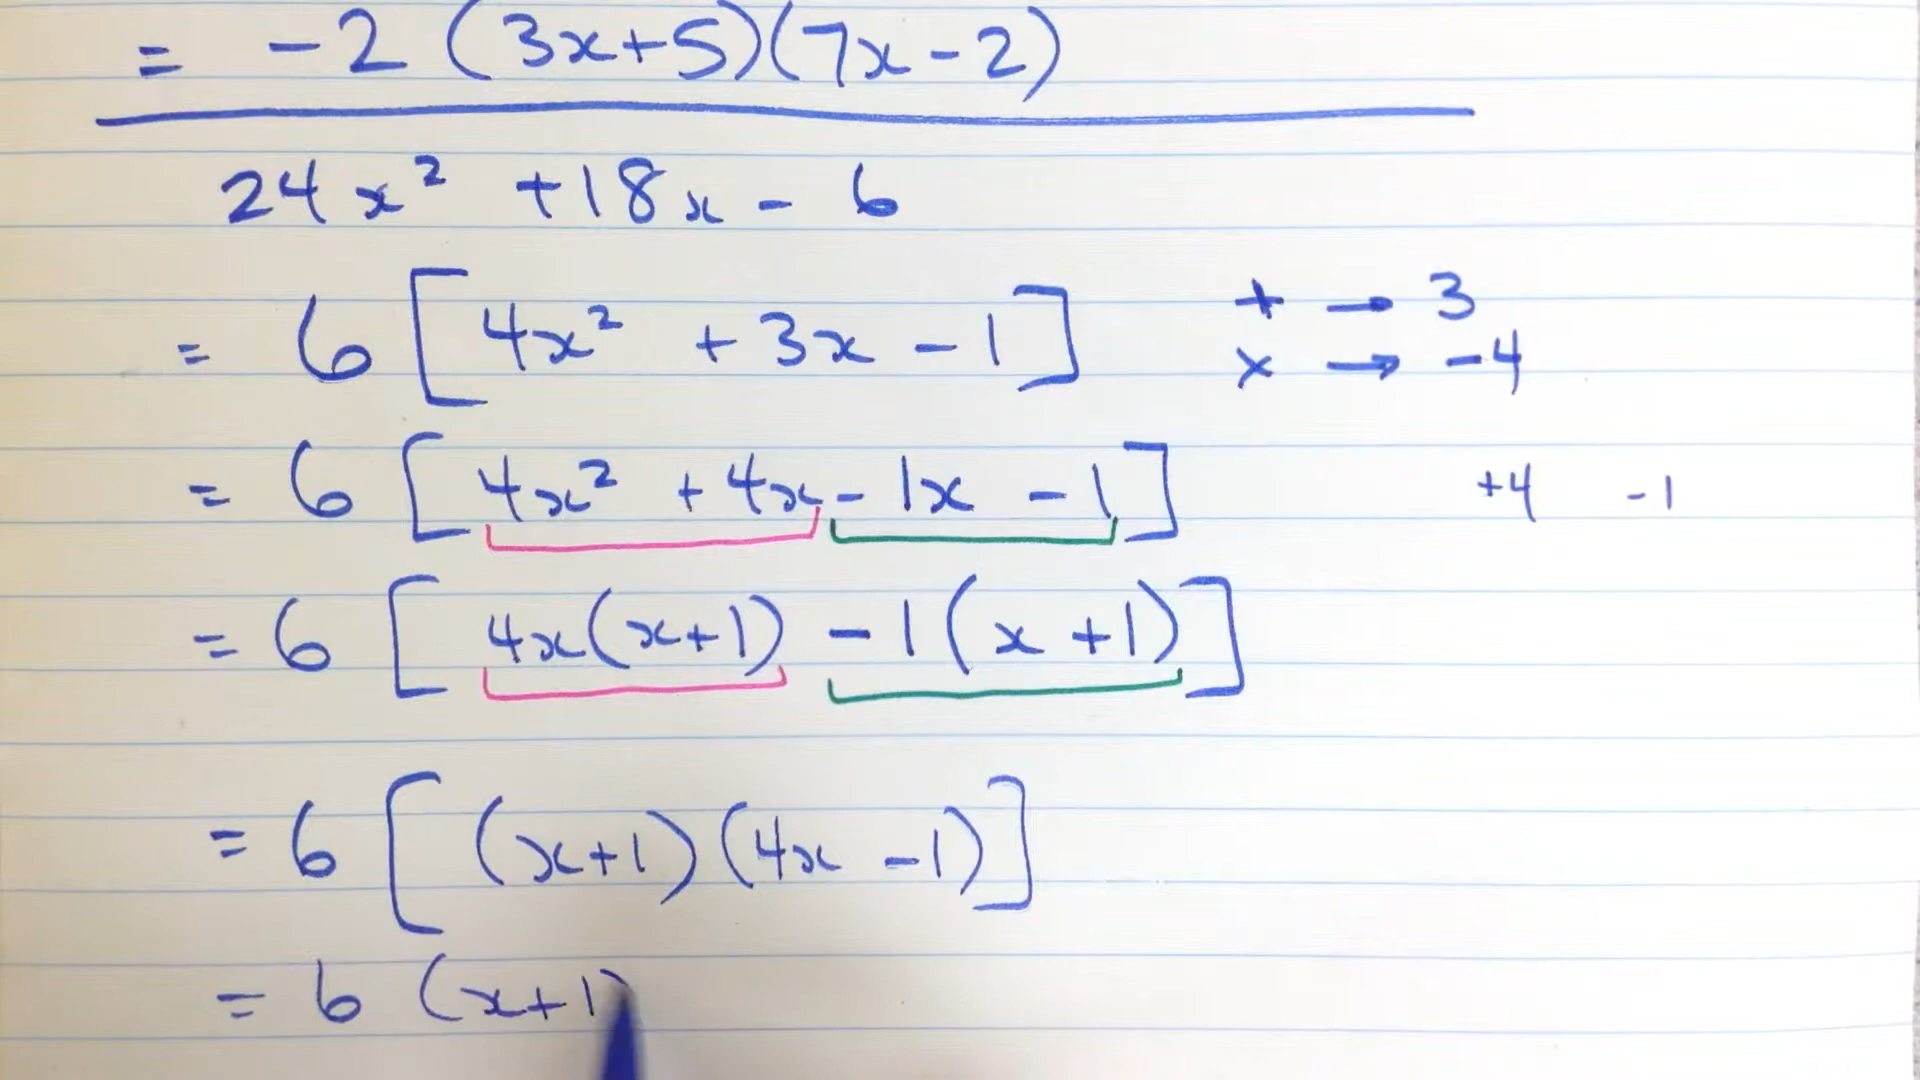 = -2 (3x+5)(7x-2)
24x² +18x - 6
= 6 [4x² + 3x - 1] + → 3
x → -4
= 6 [4x² + 4x - 1x - 1] +4 -1
= 6 [4x(x+1) -1(x+1)]
= 6 [(x+1)(4x-1)]
= 6 (x+1)